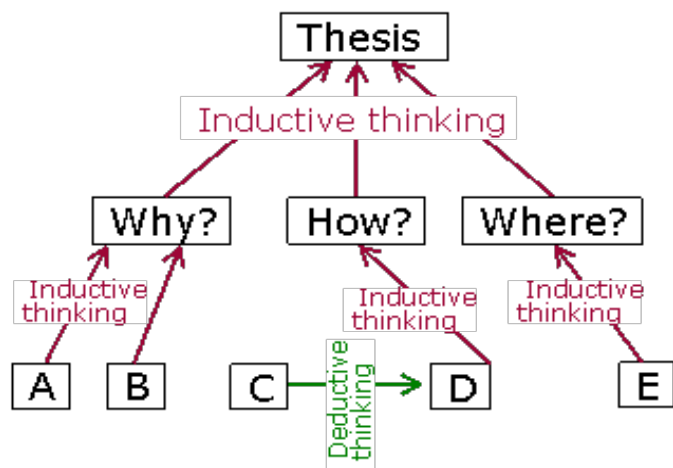 Thesis
Inductive thinking
Why?
How?
Where?
Inductive
thinking
Inductive
thinking
Inductive
thinking
A
B
C
Deductive
thinking
D
E